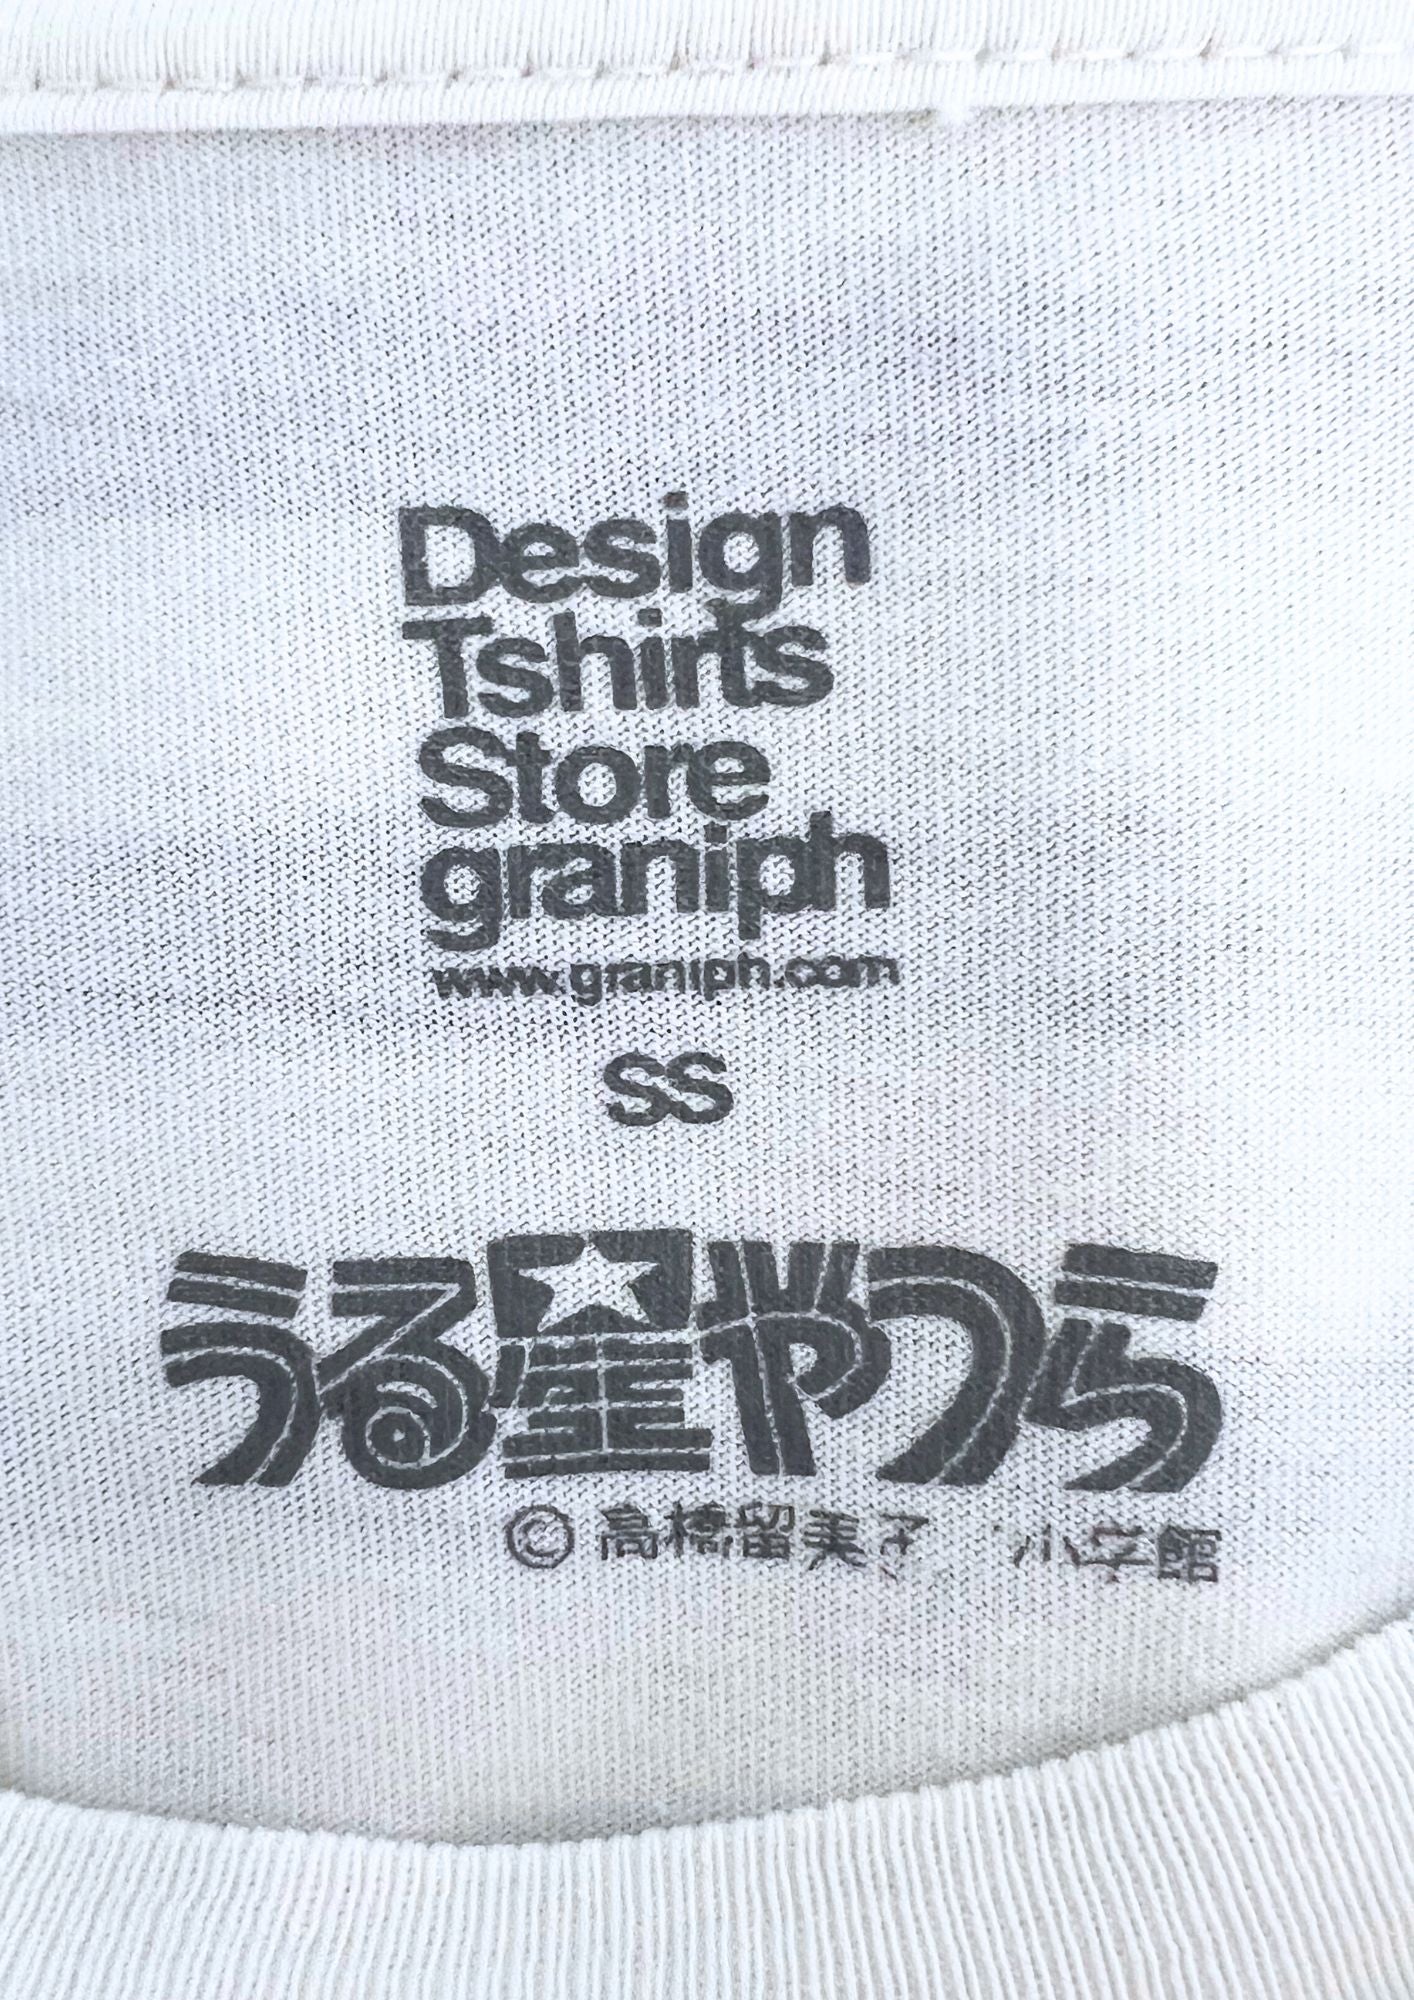 Design
Tshirts
Store
graniph
www.graniph.com
SS
うる星やつら
© 高橋留美子 小学館